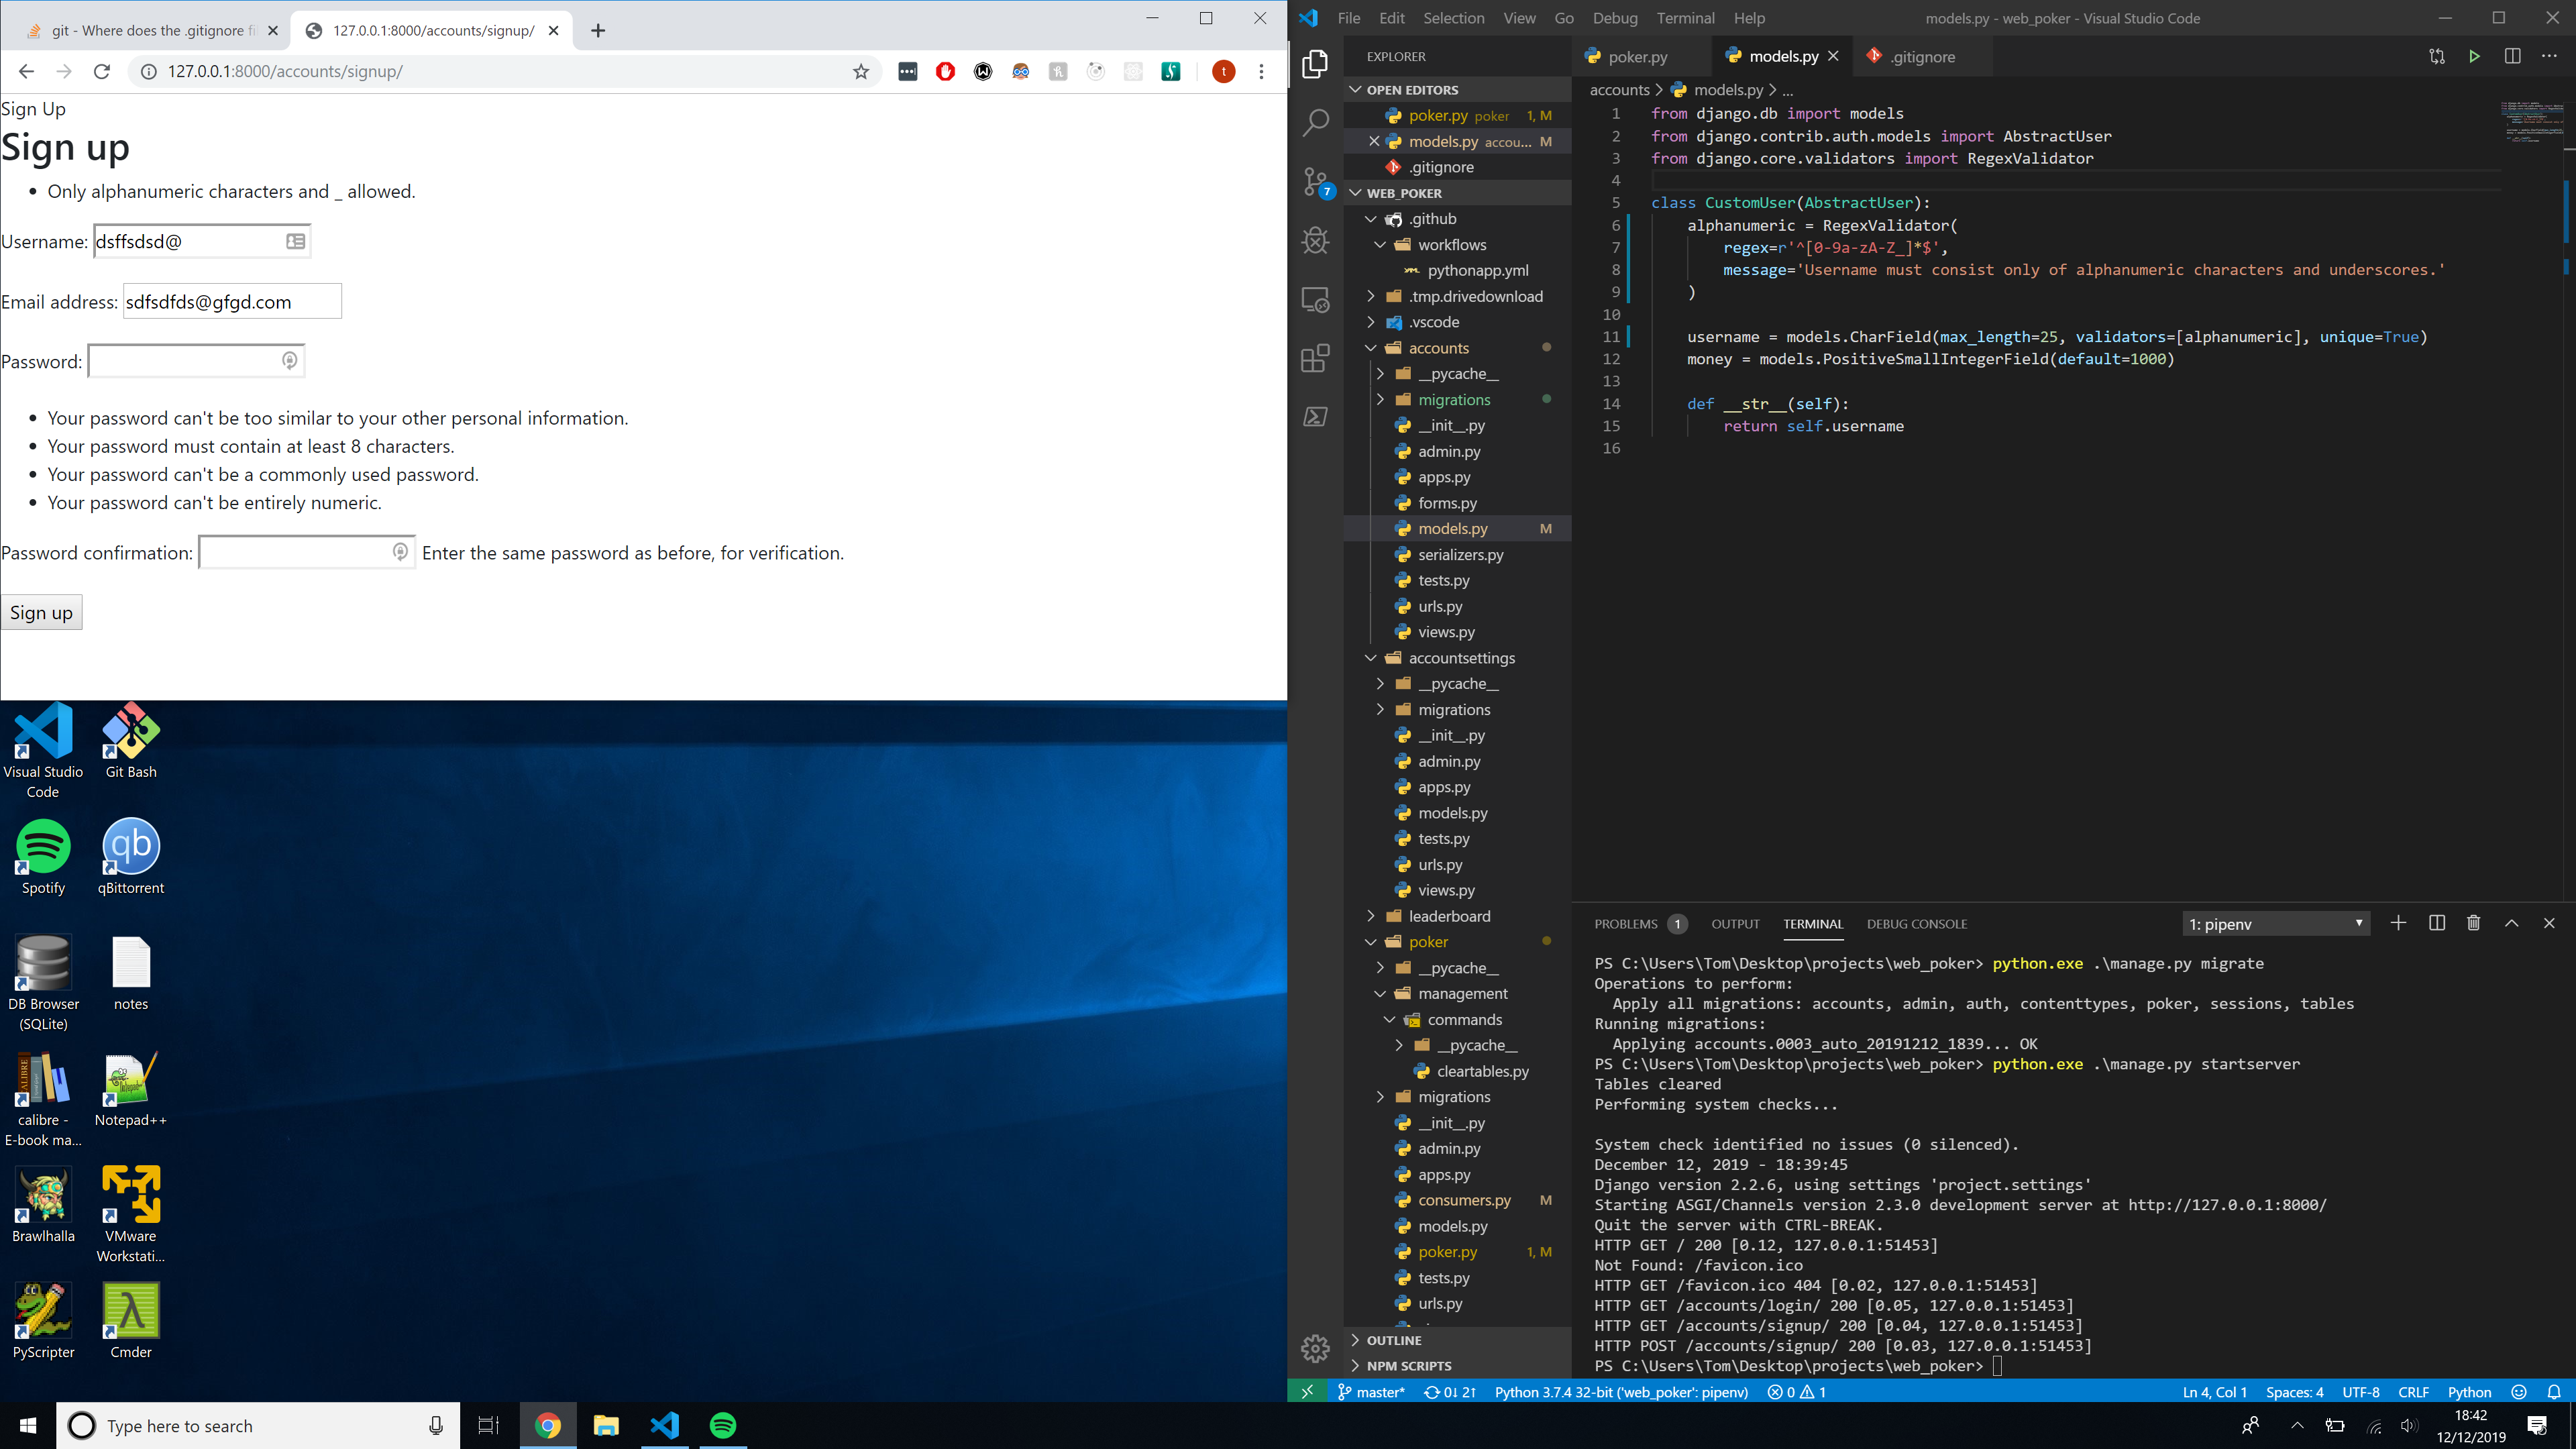 git - Where does the .gitignore fi
127.0.0.1:8000/accounts/signup/
127.0.0.1:8000/accounts/signup/
t
Sign Up
Sign up
• Only alphanumeric characters and _ allowed.
Username: dsffsdsd@
Email address: sdfsdfds@gfgd.com
Password:
• Your password can't be too similar to your other personal information.
• Your password must contain at least 8 characters.
• Your password can't be a commonly used password.
• Your password can't be entirely numeric.
Password confirmation: Enter the same password as before, for verification.
Sign up
Visual Studio Code
Git Bash
Spotify
qb
qBittorrent
DB Browser (SQLite)
notes
calibre - E-book ma...
Notepad++
Brawlhalla
VMware Workstati...
PyScripter
Cmder
File Edit Selection View Go Debug Terminal Help
models.py - web_poker - Visual Studio Code
EXPLORER
OPEN EDITORS
poker.py poker 1, M
models.py accou... M
.gitignore
WEB_POKER
.github
workflows
pythonapp.yml
.tmp.drivedownload
.vscode
accounts
__pycache__
migrations
__init__.py
admin.py
apps.py
forms.py
models.py M
serializers.py
tests.py
urls.py
views.py
accountsettings
__pycache__
migrations
__init__.py
admin.py
apps.py
models.py
tests.py
urls.py
views.py
leaderboard
poker
__pycache__
management
commands
__pycache__
cleartables.py
migrations
__init__.py
admin.py
apps.py
consumers.py M
models.py
poker.py 1, M
tests.py
urls.py
OUTLINE
NPM SCRIPTS
7
poker.py
models.py
.gitignore
accounts > models.py > ...
1 from django.db import models
2 from django.contrib.auth.models import AbstractUser
3 from django.core.validators import RegexValidator
4
5 class CustomUser(AbstractUser):
6 alphanumeric = RegexValidator(
7 regex=r'^[0-9a-zA-Z_]*$',
8 message='Username must consist only of alphanumeric characters and underscores.'
9 )
10
11 username = models.CharField(max_length=25, validators=[alphanumeric], unique=True)
12 money = models.PositiveSmallIntegerField(default=1000)
13
14 def __str__(self):
15 return self.username
16
PROBLEMS 1 OUTPUT TERMINAL DEBUG CONSOLE
1: pipenv
PS C:\Users\Tom\Desktop\projects\web_poker> python.exe .\manage.py migrate
Operations to perform:
Apply all migrations: accounts, admin, auth, contenttypes, poker, sessions, tables
Running migrations:
Applying accounts.0003_auto_20191212_1839... OK
PS C:\Users\Tom\Desktop\projects\web_poker> python.exe .\manage.py startserver
Tables cleared
Performing system checks...
System check identified no issues (0 silenced).
December 12, 2019 - 18:39:45
Django version 2.2.6, using settings 'project.settings'
Starting ASGI/Channels version 2.3.0 development server at http://127.0.0.1:8000/
Quit the server with CTRL-BREAK.
HTTP GET / 200 [0.12, 127.0.0.1:51453]
Not Found: /favicon.ico
HTTP GET /favicon.ico 404 [0.02, 127.0.0.1:51453]
HTTP GET /accounts/login/ 200 [0.05, 127.0.0.1:51453]
HTTP GET /accounts/signup/ 200 [0.04, 127.0.0.1:51453]
HTTP POST /accounts/signup/ 200 [0.03, 127.0.0.1:51453]
PS C:\Users\Tom\Desktop\projects\web_poker>
master* 0↓ 2↑ Python 3.7.4 32-bit ('web_poker': pipenv) 0 1
Ln 4, Col 1 Spaces: 4 UTF-8 CRLF Python
Type here to search
18:42
12/12/2019